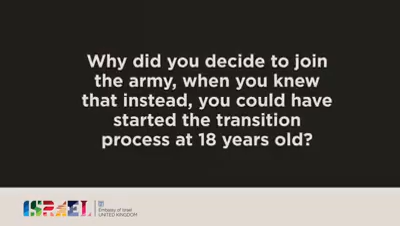 Why did you decide to join
the army, when you knew
that instead, you could have
started the transition
process at 18 years old?
ISRAEL
Embassy of Israel
UNITED KINGDOM